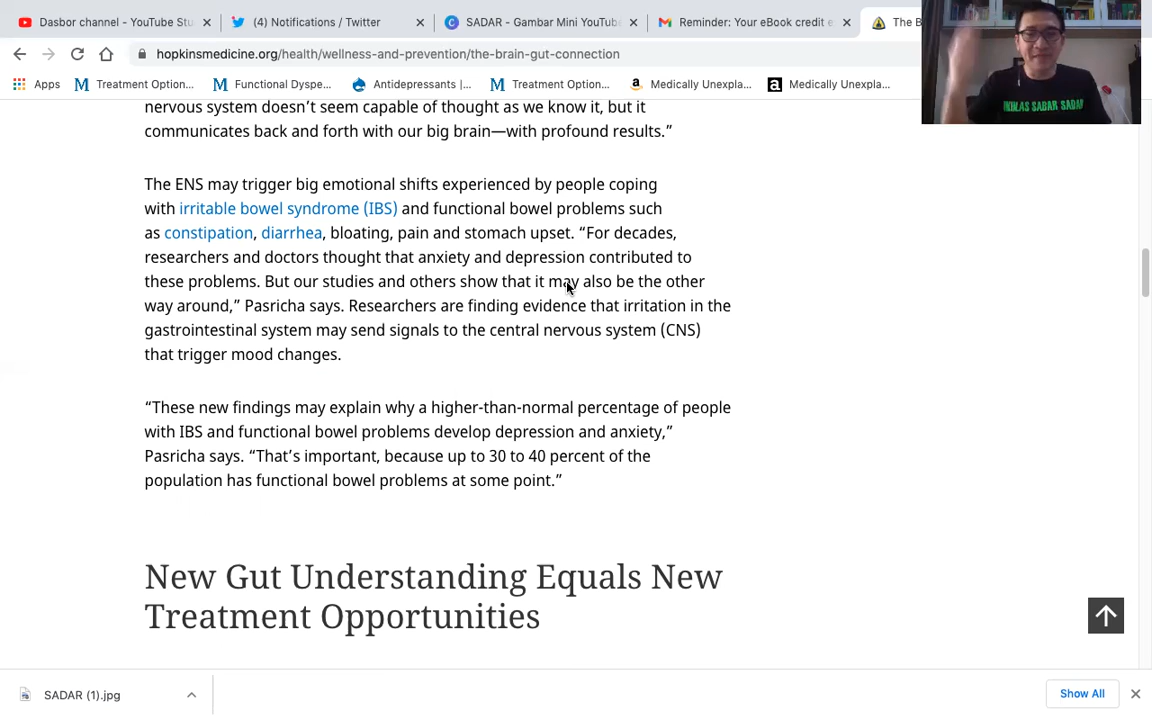 Dasbor channel - YouTube Stu
(4) Notifications / Twitter
SADAR - Gambar Mini YouTube
Reminder: Your eBook credit e
The B
hopkinsmedicine.org/health/wellness-and-prevention/the-brain-gut-connection
Apps
Treatment Option...
Functional Dyspe...
Antidepressants |...
Treatment Option...
Medically Unexpla...
Medically Unexpla...
IKHLAS SABAR SADAR
nervous system doesn’t seem capable of thought as we know it, but it
communicates back and forth with our big brain—with profound results.”
The ENS may trigger big emotional shifts experienced by people coping
with irritable bowel syndrome (IBS) and functional bowel problems such
as constipation, diarrhea, bloating, pain and stomach upset. “For decades,
researchers and doctors thought that anxiety and depression contributed to
these problems. But our studies and others show that it may also be the other
way around,” Pasricha says. Researchers are finding evidence that irritation in the
gastrointestinal system may send signals to the central nervous system (CNS)
that trigger mood changes.
“These new findings may explain why a higher-than-normal percentage of people
with IBS and functional bowel problems develop depression and anxiety,”
Pasricha says. “That’s important, because up to 30 to 40 percent of the
population has functional bowel problems at some point.”
New Gut Understanding Equals New
Treatment Opportunities
SADAR (1).jpg
Show All